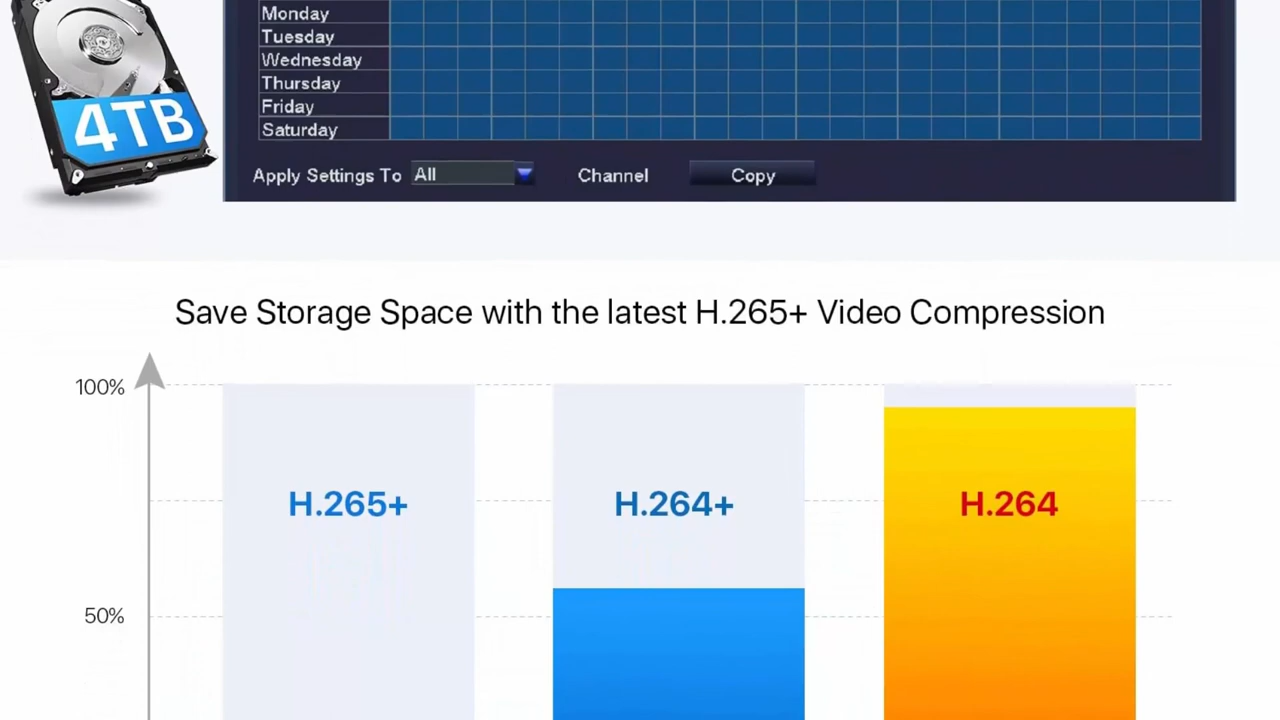 Monday
Tuesday
Wednesday
Thursday
Friday
Saturday
4TB
Apply Settings To All Channel Copy
Save Storage Space with the latest H.265+ Video Compression
100%
H.265+ H.264+ H.264
50%